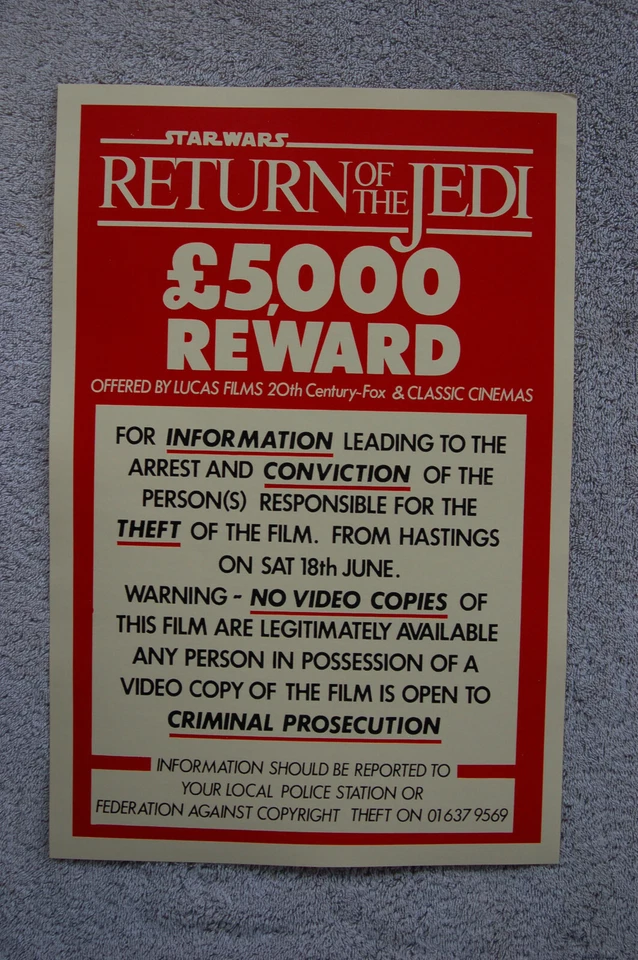 STAR WARS
RETURN OF THE JEDI
£5,000
REWARD
OFFERED BY LUCAS FILMS 20th Century-Fox & CLASSIC CINEMAS
FOR INFORMATION LEADING TO THE
ARREST AND CONVICTION OF THE
PERSON(S) RESPONSIBLE FOR THE
THEFT OF THE FILM. FROM HASTINGS
ON SAT 18th JUNE.
WARNING - NO VIDEO COPIES OF
THIS FILM ARE LEGITIMATELY AVAILABLE
ANY PERSON IN POSSESSION OF A
VIDEO COPY OF THE FILM IS OPEN TO
CRIMINAL PROSECUTION
INFORMATION SHOULD BE REPORTED TO
YOUR LOCAL POLICE STATION OR
FEDERATION AGAINST COPYRIGHT THEFT ON 01 637 9569